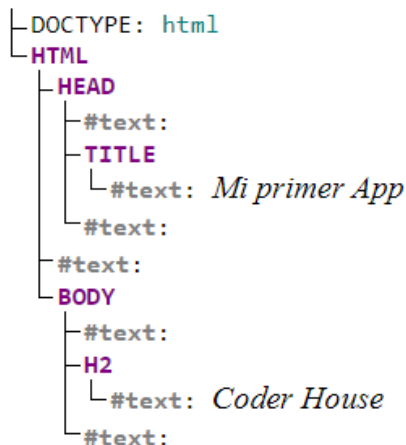 DOCTYPE: html
HTML
HEAD
#text:
TITLE
#text: Mi primer App
#text:
#text:
BODY
#text:
H2
#text: Coder House
#text: